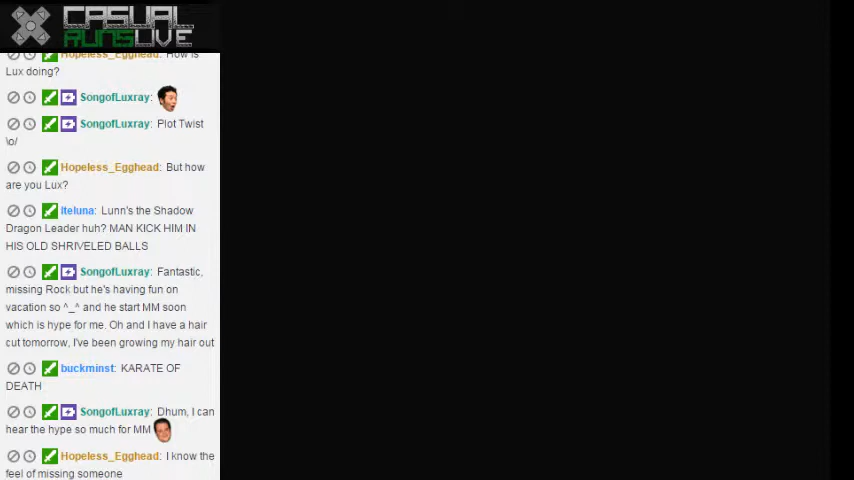 CASUAL
RUNSLIVE
Hopeless_Egghead: How is
Lux doing?
SongofLuxray:
SongofLuxray: Plot Twist
\o/
Hopeless_Egghead: But how
are you Lux?
Iteluna: Lunn's the Shadow
Dragon Leader huh? MAN KICK HIM IN
HIS OLD SHRIVELED BALLS
SongofLuxray: Fantastic,
missing Rock but he's having fun on
vacation so ^_^ and he start MM soon
which is hype for me. Oh and I have a hair
cut tomorrow, I've been growing my hair out
buckminst: KARATE OF
DEATH
SongofLuxray: Dhum, I can
hear the hype so much for MM
Hopeless_Egghead: I know the
feel of missing someone